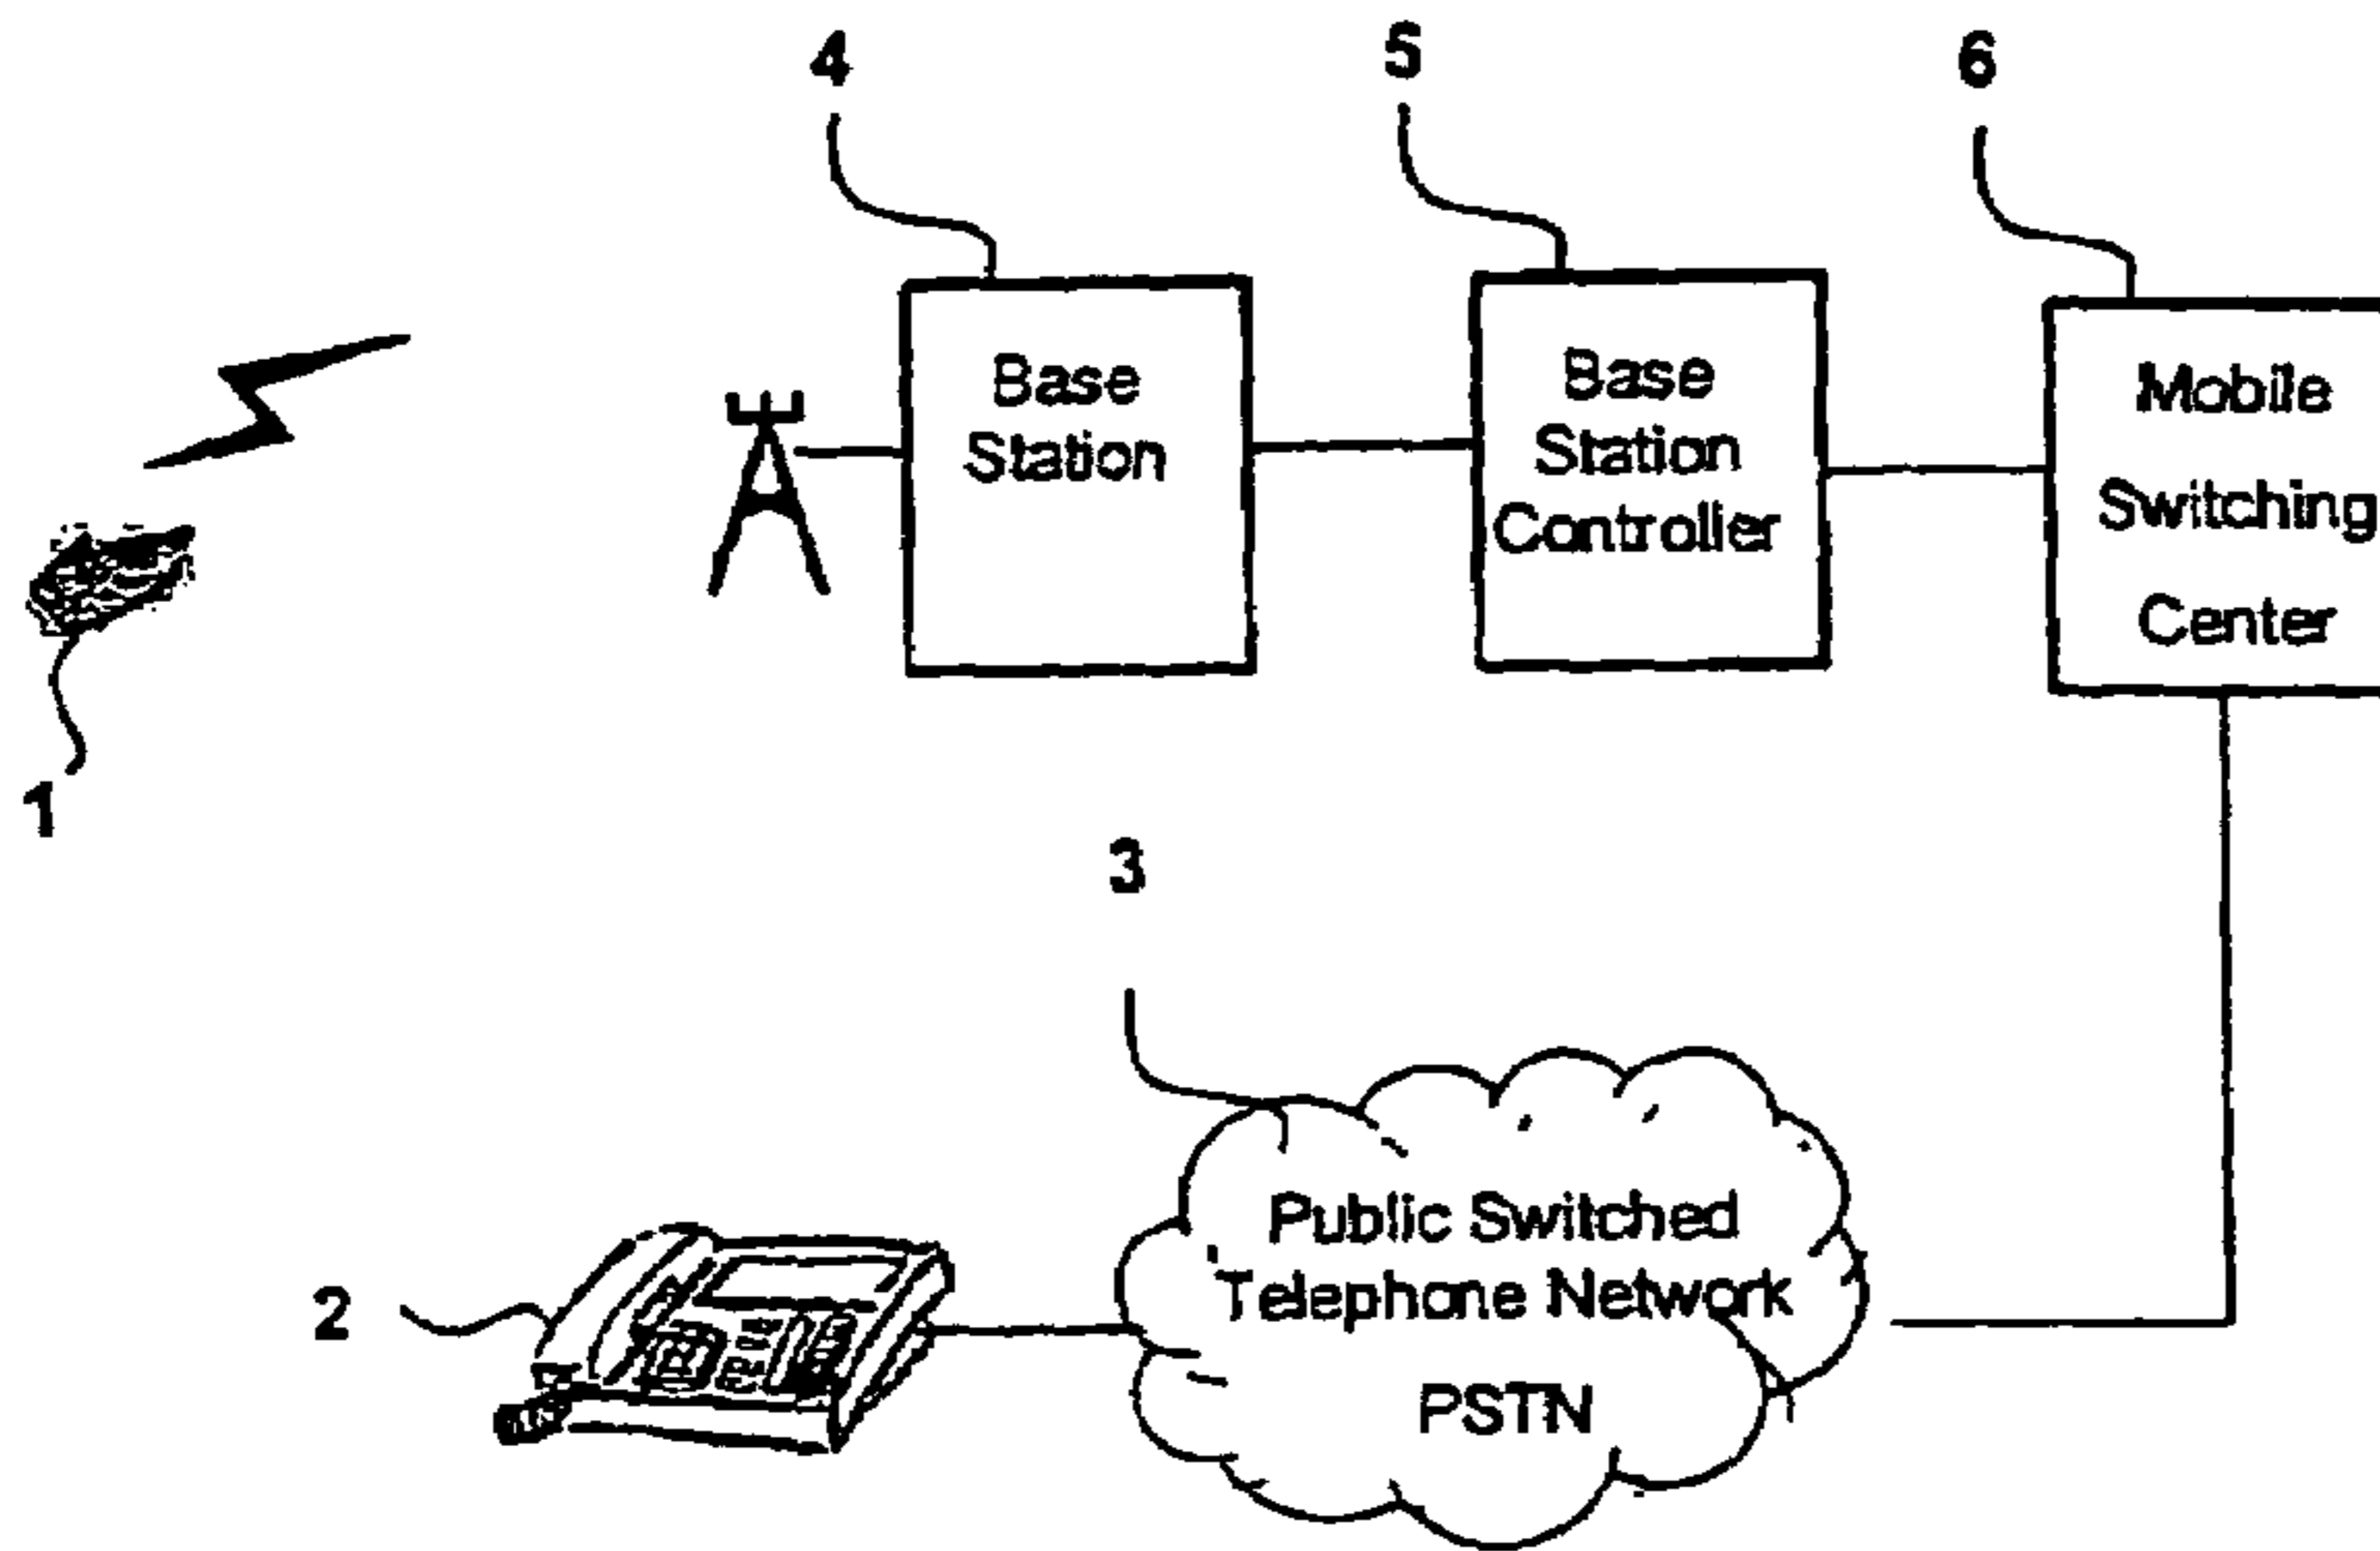 4
5
6
Base
Station
Base
Station
Controller
Mobile
Switching
Center
1
3
2
Public Switched
Telephone Network
PSTN